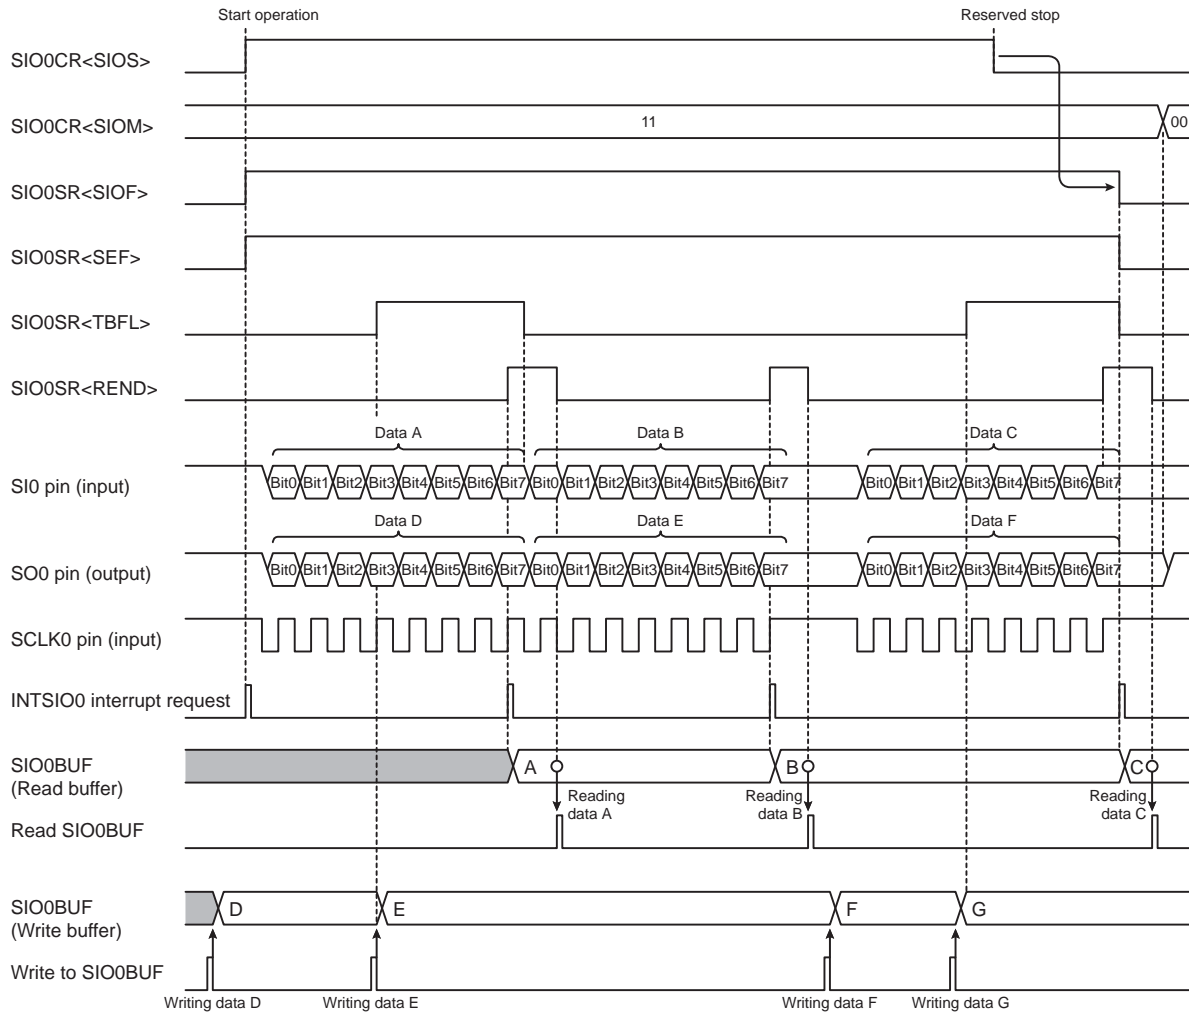 Start operation
Reserved stop
SIO0CR<SIOS>
SIO0CR<SIOM>
11
00
SIO0SR<SIOF>
SIO0SR<SEF>
SIO0SR<TBFL>
SIO0SR<REND>
Data A
Data B
Data C
SI0 pin (input)
Bit0 Bit1 Bit2 Bit3 Bit4 Bit5 Bit6 Bit7 Bit0 Bit1 Bit2 Bit3 Bit4 Bit5 Bit6 Bit7 Bit0 Bit1 Bit2 Bit3 Bit4 Bit5 Bit6 Bit7
Data D
Data E
Data F
SO0 pin (output)
Bit0 Bit1 Bit2 Bit3 Bit4 Bit5 Bit6 Bit7 Bit0 Bit1 Bit2 Bit3 Bit4 Bit5 Bit6 Bit7 Bit0 Bit1 Bit2 Bit3 Bit4 Bit5 Bit6 Bit7
SCLK0 pin (input)
INTSIO0 interrupt request
SIO0BUF
(Read buffer)
A
B
C
Reading
data A
Reading
data B
Reading
data C
Read SIO0BUF
SIO0BUF
(Write buffer)
D
E
F
G
Write to SIO0BUF
Writing data D
Writing data E
Writing data F
Writing data G